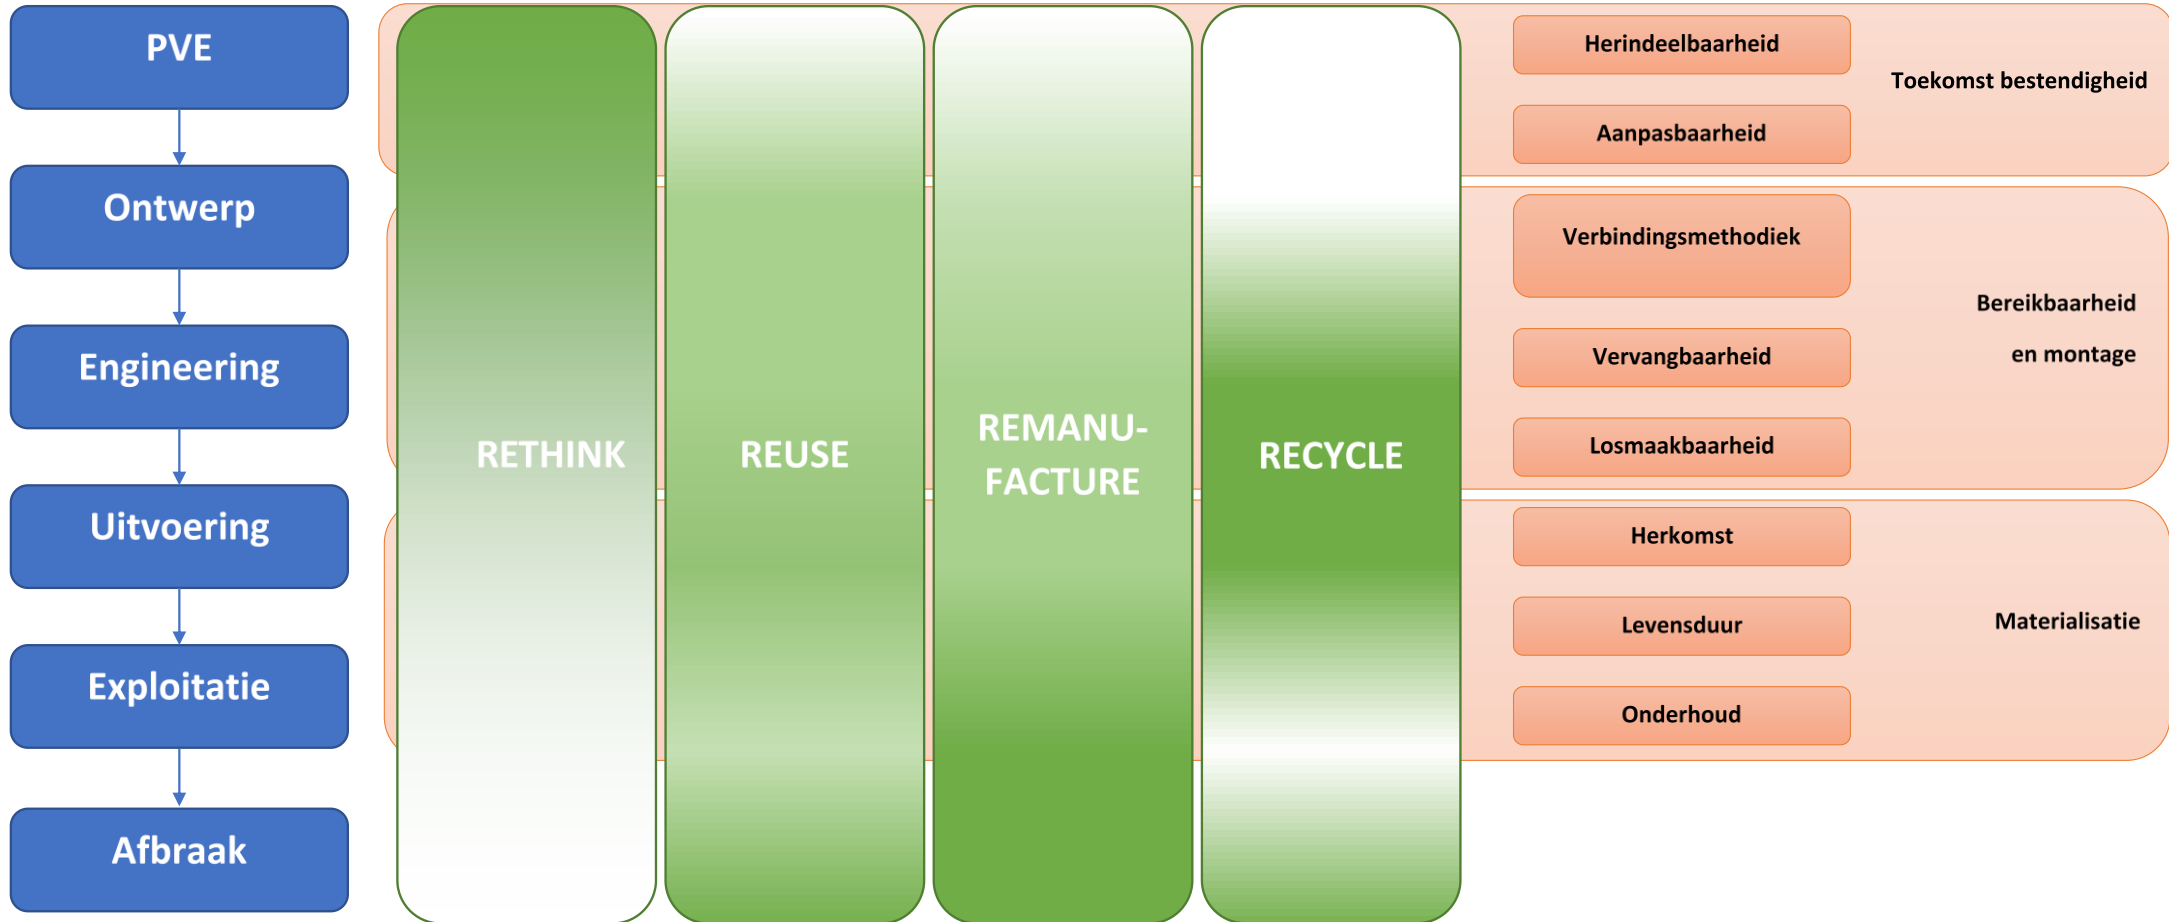 PVE
Ontwerp
Engineering
Uitvoering
Exploitatie
Afbraak
RETHINK
REUSE
REMANU-
FACTURE
RECYCLE
Herindeelbaarheid
Aanpasbaarheid
Toekomst bestendigheid
Verbindingsmethodiek
Vervangbaarheid
Losmaakbaarheid
Bereikbaarheid
en montage
Herkomst
Levensduur
Onderhoud
Materialisatie